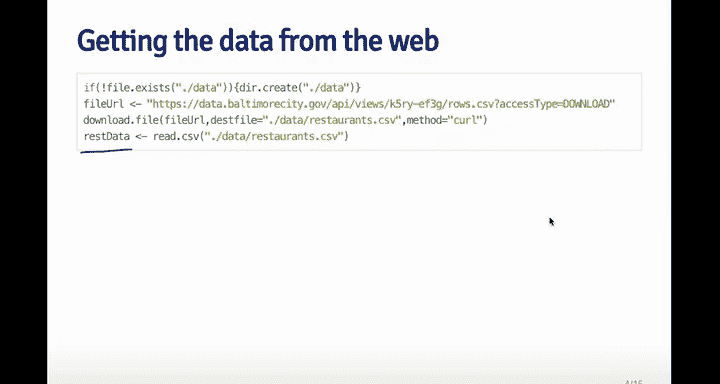 Getting the data from the web
if(!file.exists("./data")){dir.create("./data")}
fileUrl <- "https://data.baltimorecity.gov/api/views/k5ry-ef3g/rows.csv?accessType=DOWNLOAD"
download.file(fileUrl,destfile="./data/restaurants.csv",method="curl")
restData <- read.csv("./data/restaurants.csv")